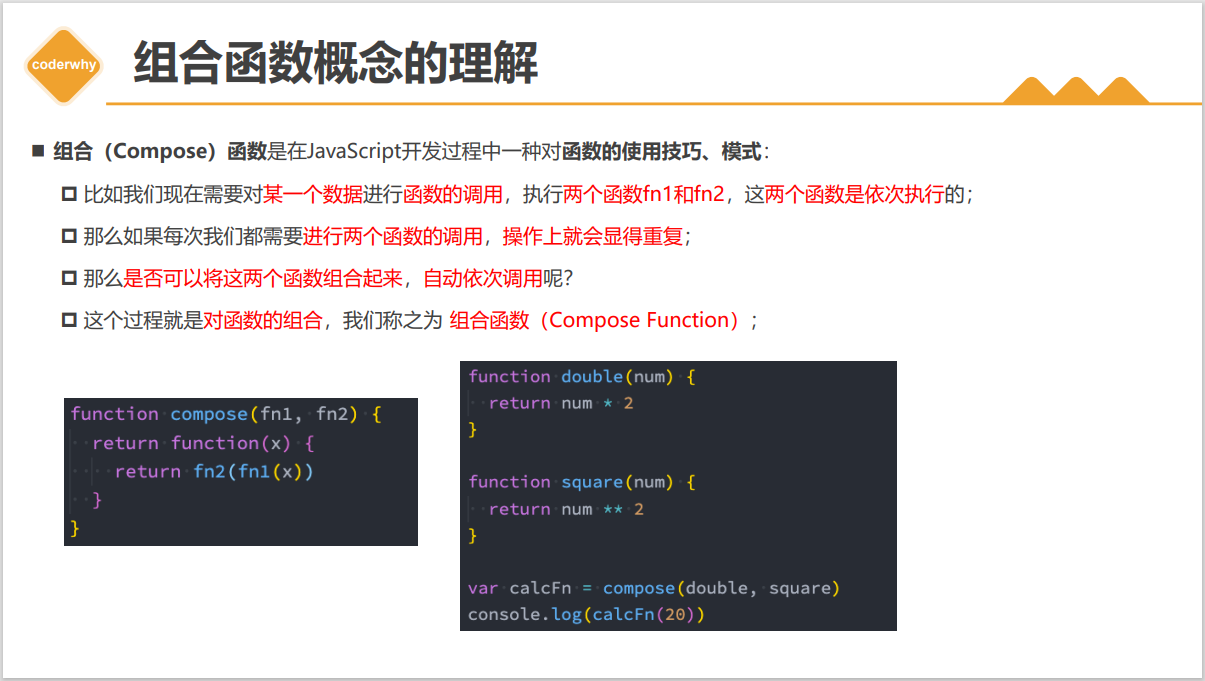 coderwhy
组合函数概念的理解
组合（Compose）函数是在JavaScript开发过程中一种对函数的使用技巧、模式：
比如我们现在需要对某一个数据进行函数的调用，执行两个函数fn1和fn2，这两个函数是依次执行的；
那么如果每次我们都需要进行两个函数的调用，操作上就会显得重复；
那么是否可以将这两个函数组合起来，自动依次调用呢？
这个过程就是对函数的组合，我们称之为 组合函数（Compose Function）；
function compose(fn1, fn2) {
return function(x) {
return fn2(fn1(x))
}
}
function double(num) {
return num * 2
}
function square(num) {
return num ** 2
}
var calcFn = compose(double, square)
console.log(calcFn(20))